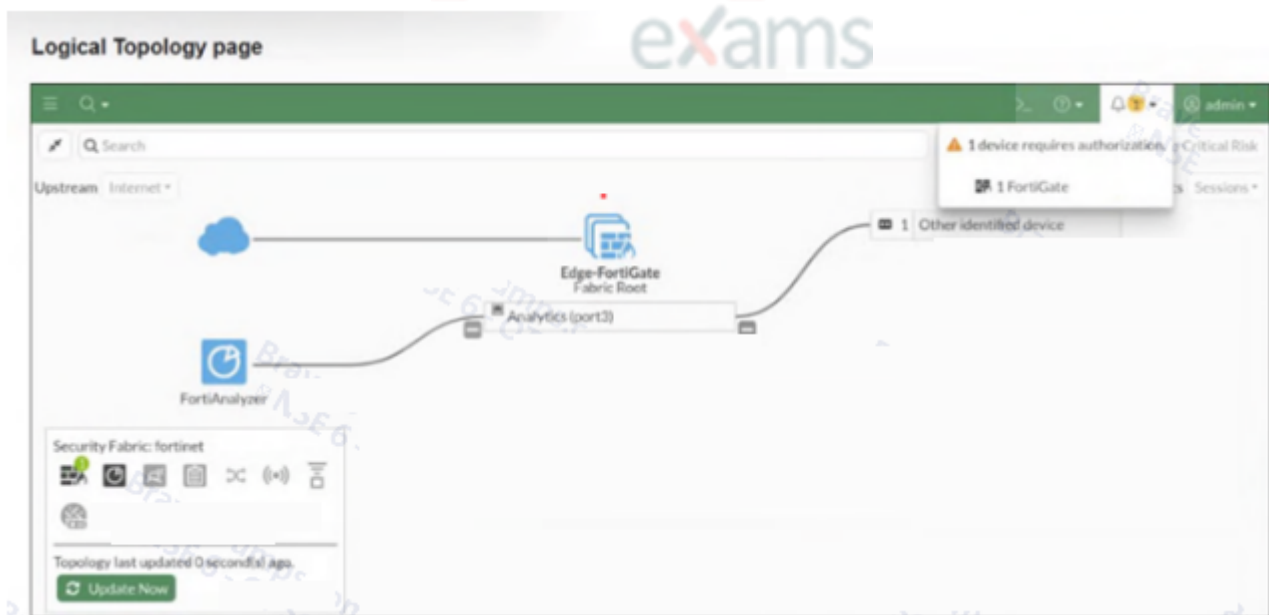 exams
Logical Topology page
admin
Search
1 device requires authorization.
Critical Risk
1 FortiGate
Upstream Internet
Sessions
1 Other identified device
Edge-FortiGate
Fabric Root
Analytics (port3)
FortiAnalyzer
Security Fabric: fortinet
Topology last updated 0 second(s) ago.
Update Now